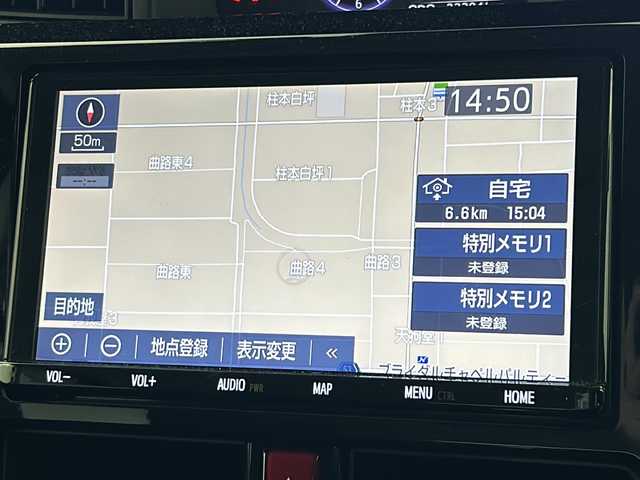 6
柱本白坪
柱本3
14:50
50m
曲路東4
柱本白坪1
自宅
6.6km 15:04
特別メモリ1
未登録
曲路東
曲路4
曲路3
特別メモリ2
未登録
目的地
3
地点登録
表示変更
«
ブライダルチャペルパルティー
VOL-
VOL+
AUDIO PWR
MAP
MENU CTRL
HOME